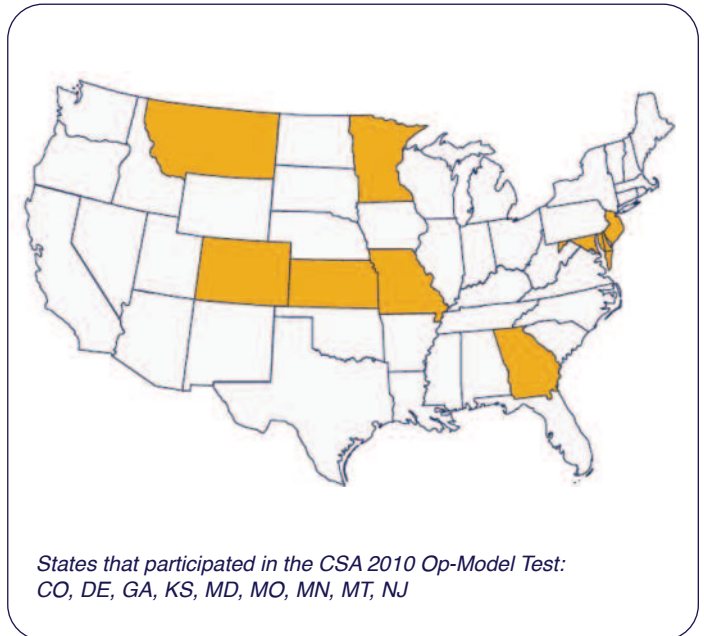 States that participated in the CSA 2010 Op-Model Test:
CO, DE, GA, KS, MD, MO, MN, MT, NJ